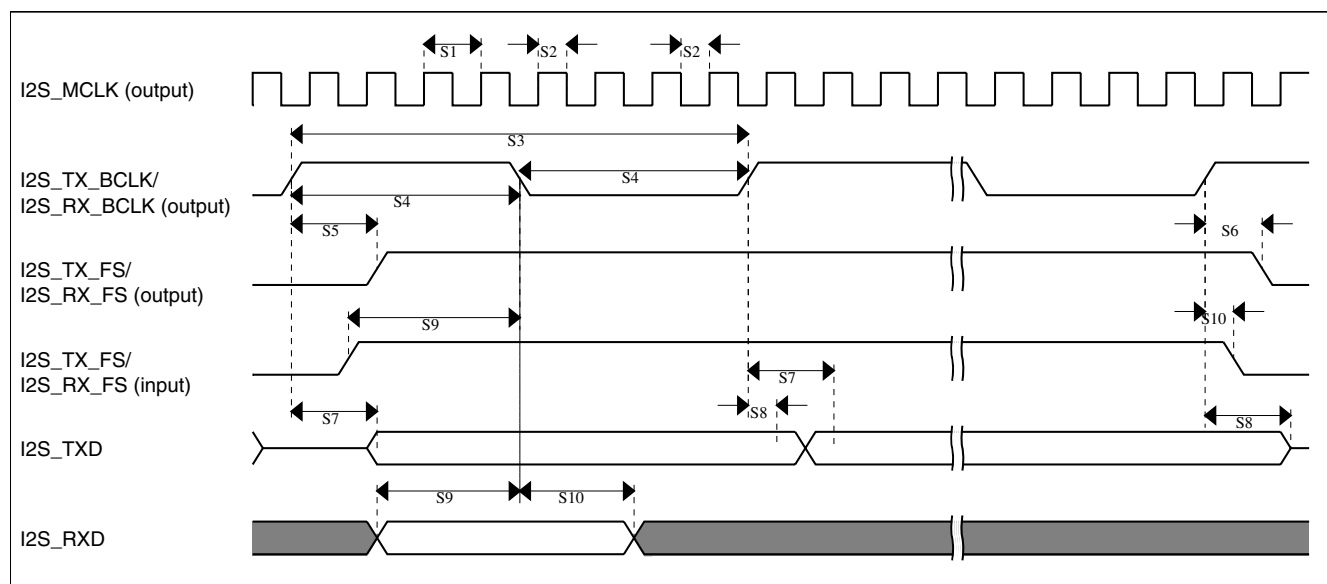 S1
S2
S2
I2S_MCLK (output)
S3
I2S_TX_BCLK/
I2S_RX_BCLK (output)
S4
S4
S5
S6
I2S_TX_FS/
I2S_RX_FS (output)
S9
S10
I2S_TX_FS/
I2S_RX_FS (input)
S7
S7
S8
S8
I2S_TXD
S9
S10
I2S_RXD